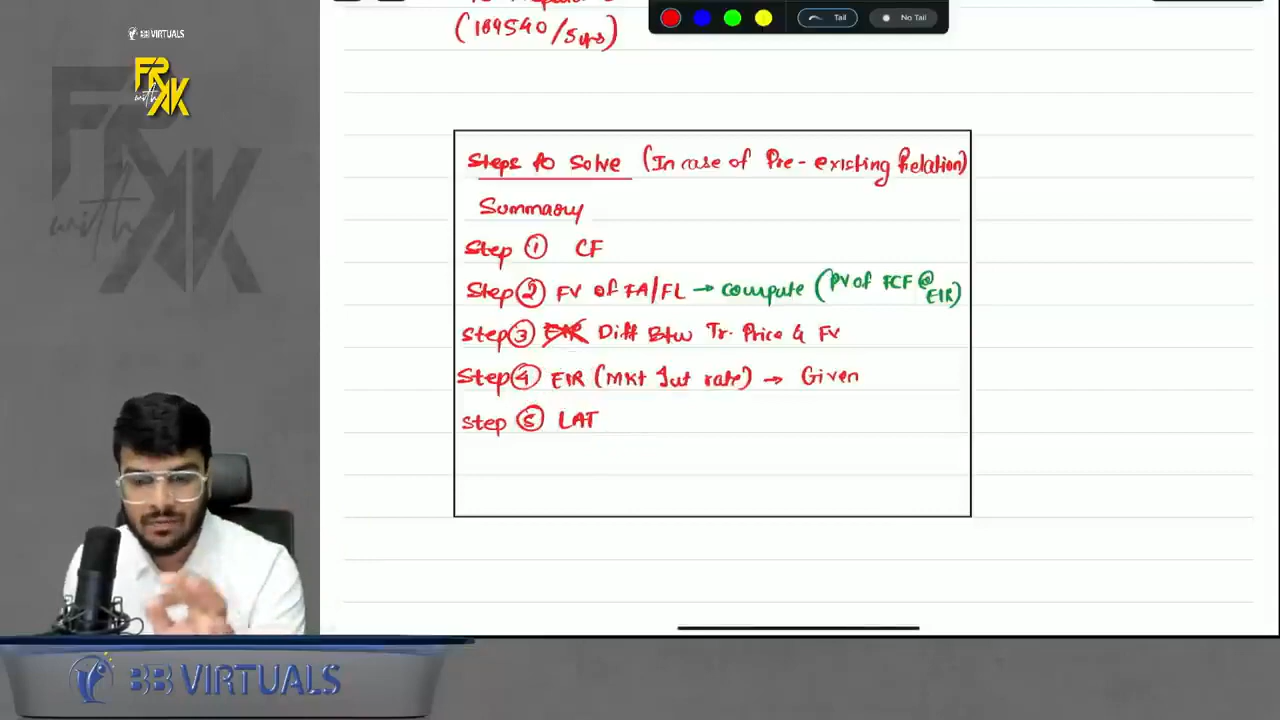 (189540/5yrs)
Tail
No Tail
BB VIRTUALS
FR
with
KK
Steps to Solve (In case of Pre-existing Relation)
Summary
Step ① CF
Step ② FV of FA/FL → compute (PV of FCF @ EIR)
Step ③ EIR Diff Btw Tr. Price & FV
Step ④ EIR (Mkt Int rate) → Given
Step ⑤ LAT
BB VIRTUALS